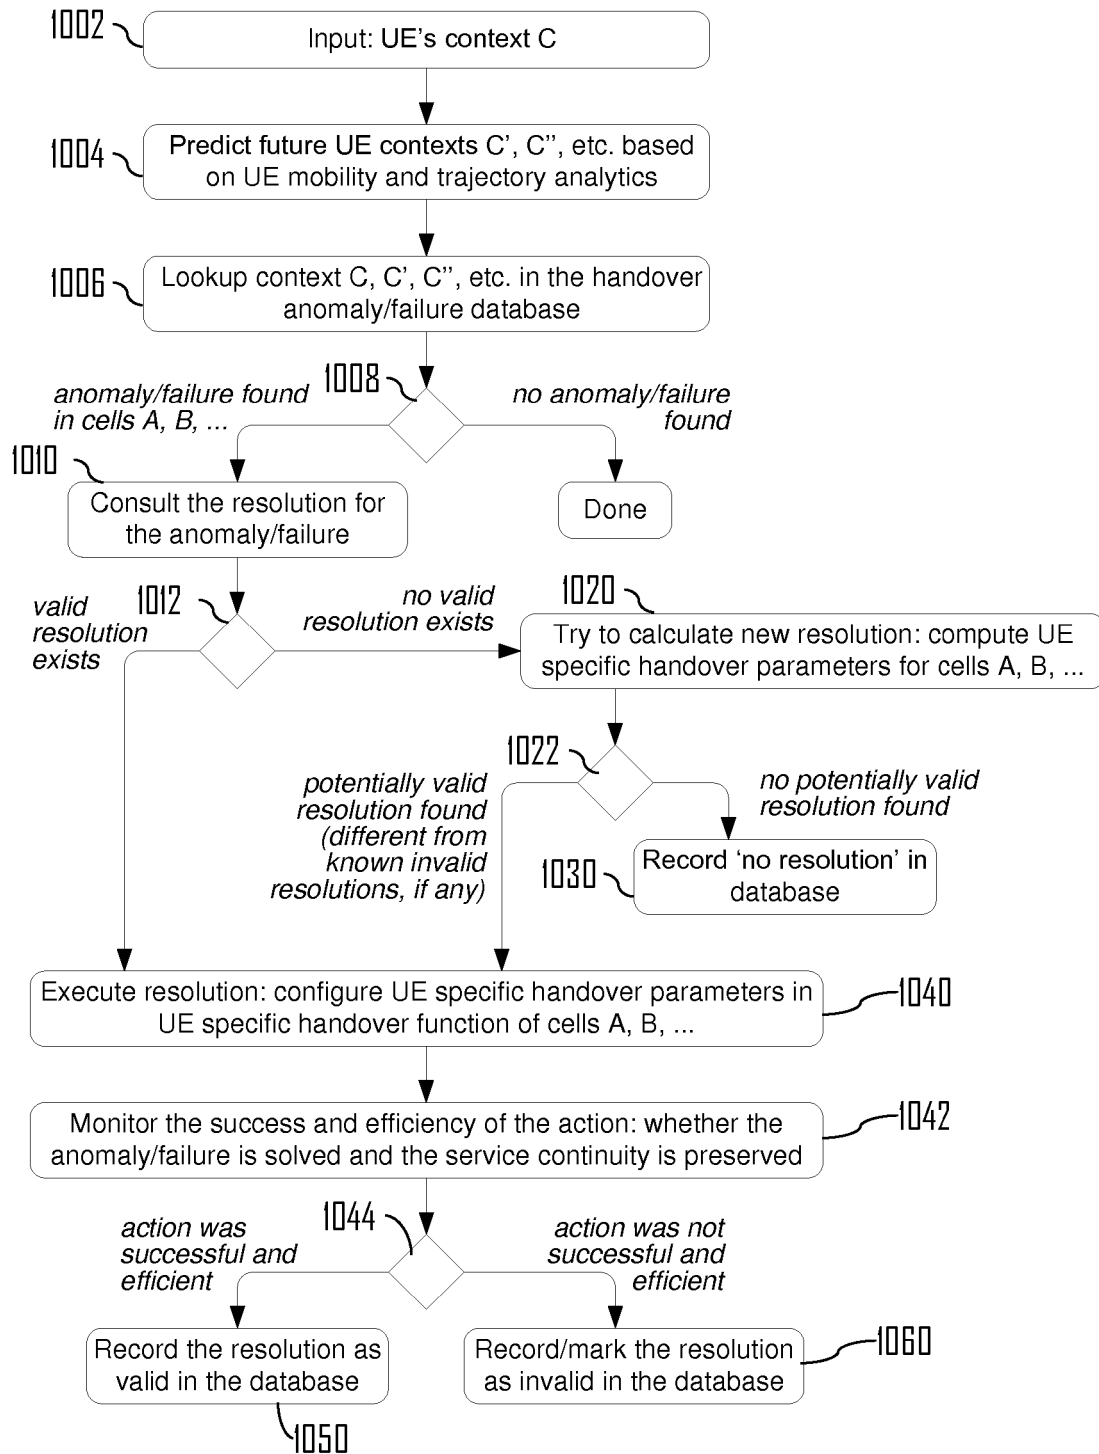 1002
Input: UE's context C
1004
Predict future UE contexts C', C'', etc. based
on UE mobility and trajectory analytics
1006
Lookup context C, C', C'', etc. in the handover
anomaly/failure database
1008
anomaly/failure found
in cells A, B, ...
no anomaly/failure
found
1010
Consult the resolution for
the anomaly/failure
Done
1012
valid
resolution
exists
no valid
resolution exists
1020
Try to calculate new resolution: compute UE
specific handover parameters for cells A, B, ...
1022
potentially valid
resolution found
(different from
known invalid
resolutions, if any)
no potentially valid
resolution found
1030
Record 'no resolution' in
database
Execute resolution: configure UE specific handover parameters in
UE specific handover function of cells A, B, ...
1040
Monitor the success and efficiency of the action: whether the
anomaly/failure is solved and the service continuity is preserved
1042
1044
action was
successful and
efficient
action was not
successful and
efficient
Record the resolution as
valid in the database
1050
Record/mark the resolution
as invalid in the database
1060